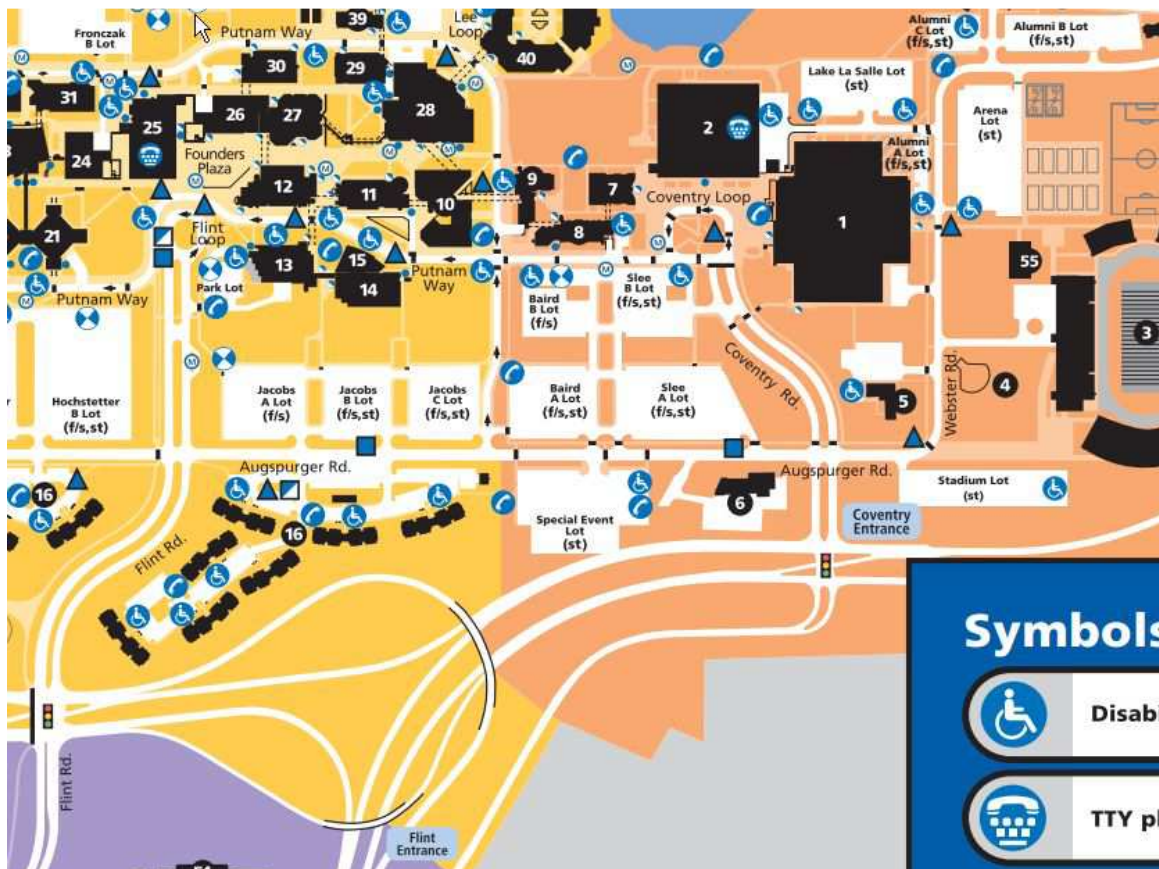 39
Lee
Loop
Fronczak
B Lot
Putnam Way
40
Alumni
C Lot
(f/s,st)
Alumni B Lot
(f/s,st)
30
29
M
M
31
M
28
Lake La Salle Lot
(st)
25
26
27
2
Arena
Lot
(st)
24
Founders
Plaza
M
M
Alumni
A Lot
(f/s,st)
12
11
10
9
7
M
Coventry Loop
1
21
Flint
Loop
8
M
13
15
14
Putnam
Way
M
55
Putnam Way
M
Park Lot
Slee
B Lot
(f/s,st)
Baird
B Lot
(f/s)
3
M
Coventry Rd.
Webster Rd.
4
Hochstetter
B Lot
(f/s,st)
Jacobs
A Lot
(f/s)
Jacobs
B Lot
(f/s,st)
Jacobs
C Lot
(f/s,st)
Baird
A Lot
(f/s,st)
Slee
A Lot
(f/s,st)
5
Augspurger Rd.
Augspurger Rd.
16
Stadium Lot
(st)
6
Special Event
Lot
(st)
Coventry
Entrance
16
Flint Rd.
Symbols
Disabi
Flint Rd.
TTY pl
Flint
Entrance